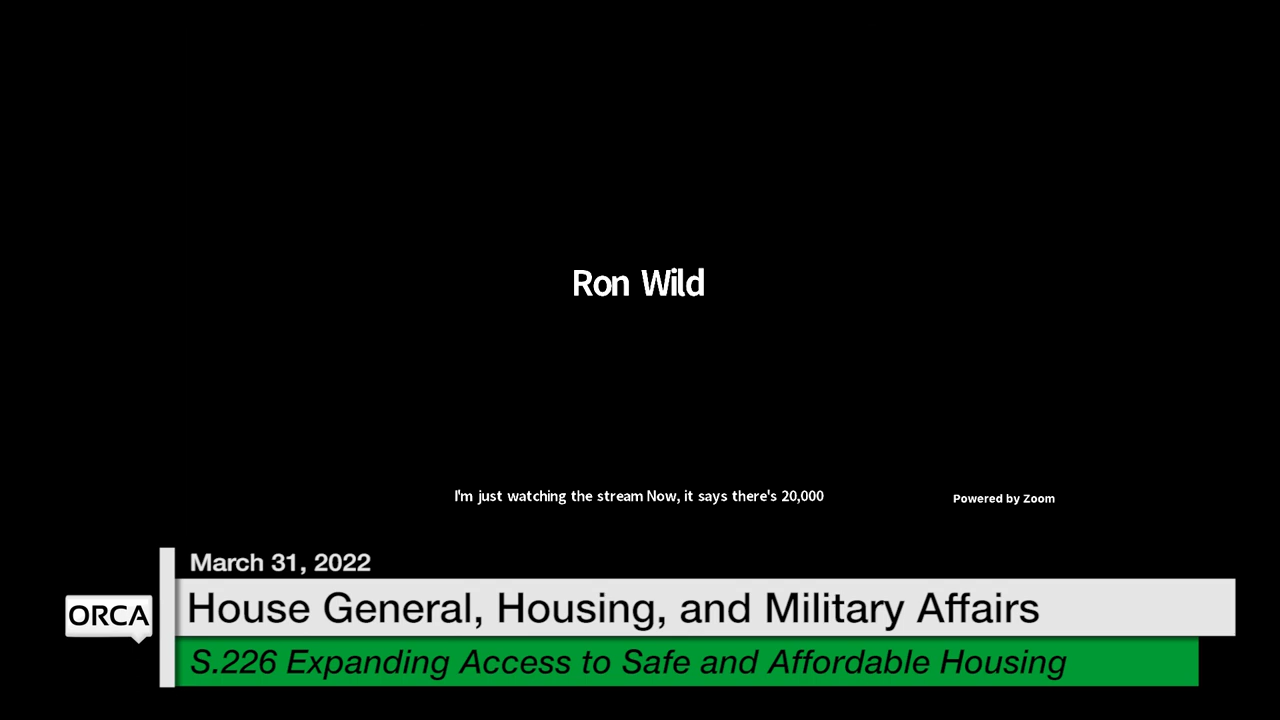 Ron Wild
I'm just watching the stream Now, it says there's 20,000
Powered by Zoom
March 31, 2022
House General, Housing, and Military Affairs
ORCA
S.226 Expanding Access to Safe and Affordable Housing